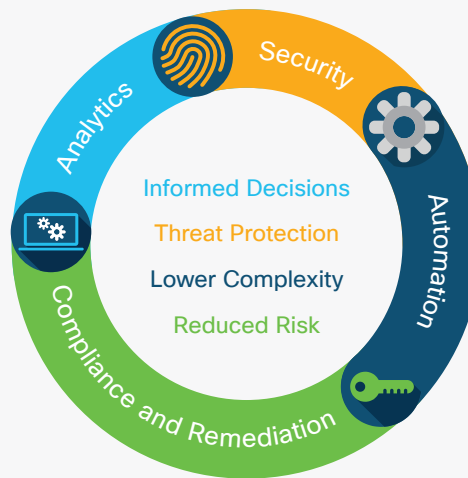 Security
Analytics
Automation
Informed Decisions
Threat Protection
Lower Complexity
Reduced Risk
Compliance and Remediation